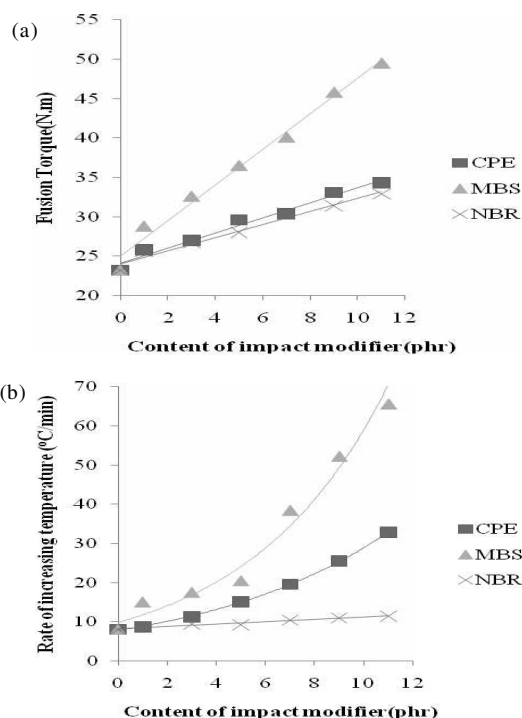 (a)
Fusion Torque(N.m)
50
45
40
35
30
25
20
0 2 4 6 8 10 12
Content of impact modifier(phr)
CPE
MBS
NBR
(b)
Rate of increasing temperature (°C/min)
70
60
50
40
30
20
10
0
0 2 4 6 8 10 12
Content of impact modifier(phr)
CPE
MBS
NBR